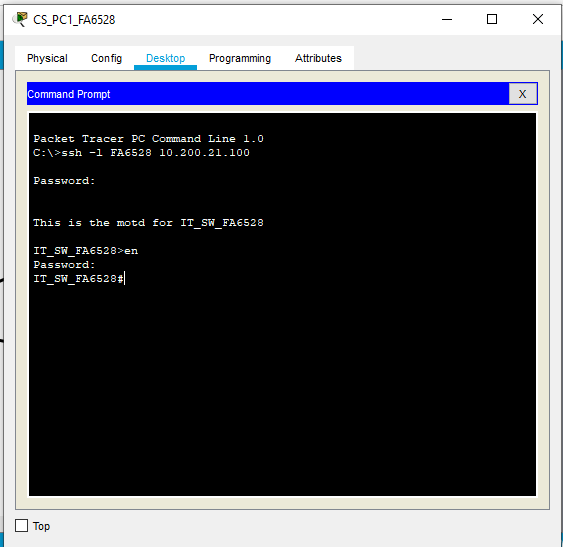 CS_PC1_FA6528
Physical Config Desktop Programming Attributes
Command Prompt X
Packet Tracer PC Command Line 1.0
C:\>ssh -l FA6528 10.200.21.100
Password:
This is the motd for IT_SW_FA6528
IT_SW_FA6528>en
Password:
IT_SW_FA6528#
Top